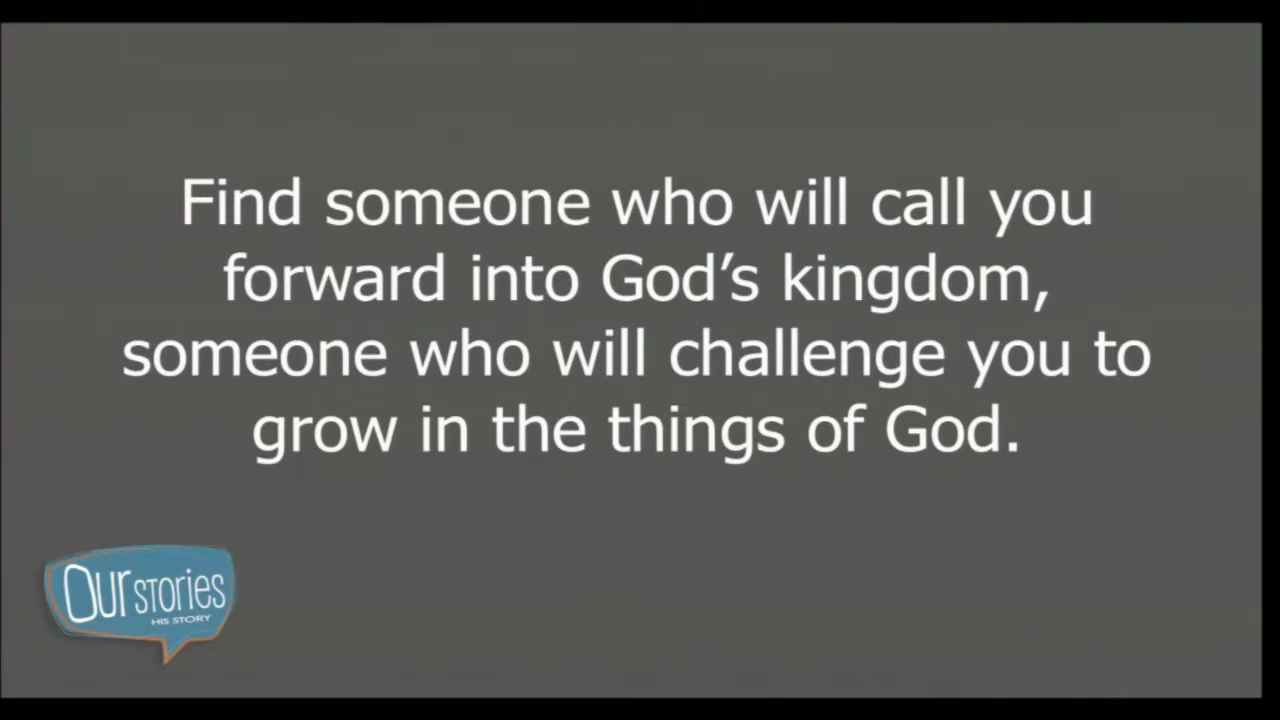 Find someone who will call you
forward into God’s kingdom,
someone who will challenge you to
grow in the things of God.
Our STORIES
HIS STORY